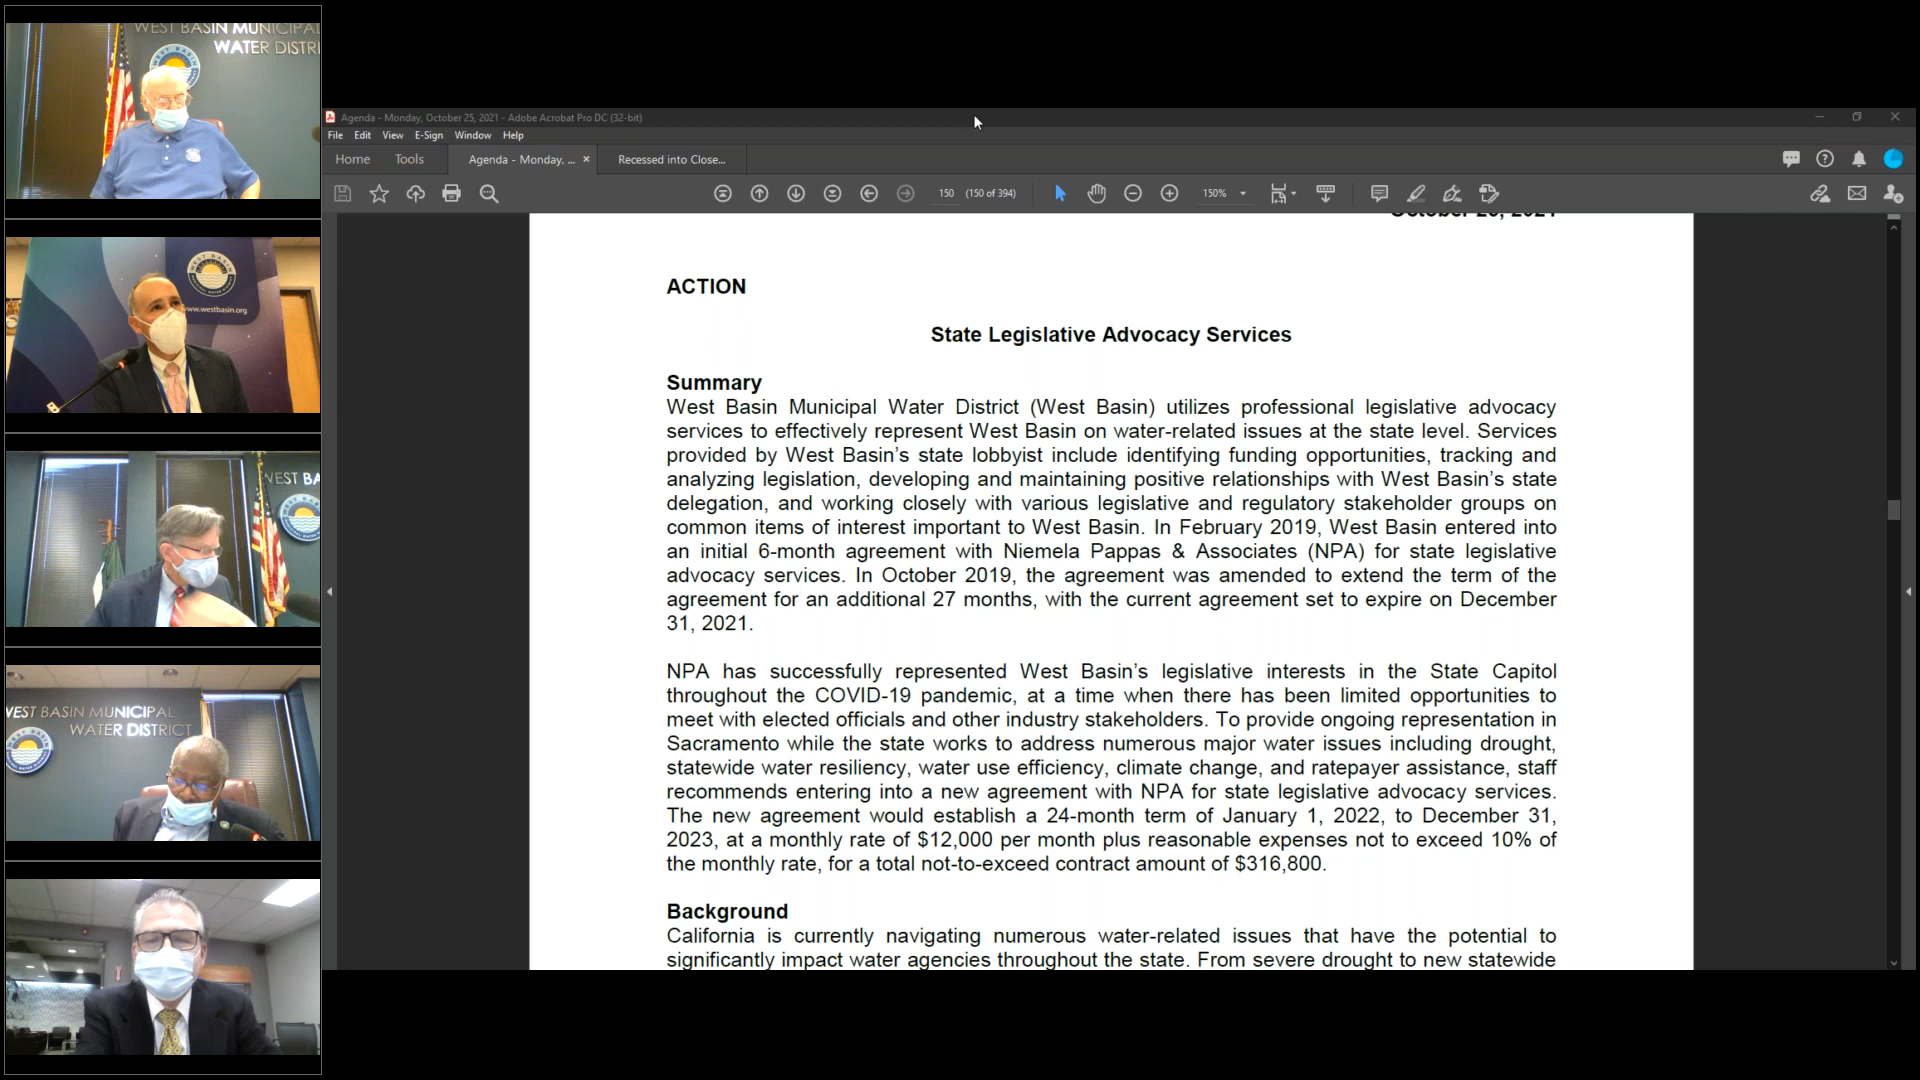 WEST BASIN MUNICIPAL
WATER DISTRI
WEST BASIN
www.westbasin.org
WEST BA
WEST BASIN MUNICIPAL
WATER DISTRICT
Agenda - Monday, October 25, 2021 - Adobe Acrobat Pro DC (32-bit)
File Edit View E-Sign Window Help
Home Tools Agenda - Monday, ... × Recessed into Close...
150 (150 of 394) 150%
October 25, 2021
ACTION
State Legislative Advocacy Services
Summary
West Basin Municipal Water District (West Basin) utilizes professional legislative advocacy
services to effectively represent West Basin on water-related issues at the state level. Services
provided by West Basin’s state lobbyist include identifying funding opportunities, tracking and
analyzing legislation, developing and maintaining positive relationships with West Basin’s state
delegation, and working closely with various legislative and regulatory stakeholder groups on
common items of interest important to West Basin. In February 2019, West Basin entered into
an initial 6-month agreement with Niemela Pappas & Associates (NPA) for state legislative
advocacy services. In October 2019, the agreement was amended to extend the term of the
agreement for an additional 27 months, with the current agreement set to expire on December
31, 2021.
NPA has successfully represented West Basin’s legislative interests in the State Capitol
throughout the COVID-19 pandemic, at a time when there has been limited opportunities to
meet with elected officials and other industry stakeholders. To provide ongoing representation in
Sacramento while the state works to address numerous major water issues including drought,
statewide water resiliency, water use efficiency, climate change, and ratepayer assistance, staff
recommends entering into a new agreement with NPA for state legislative advocacy services.
The new agreement would establish a 24-month term of January 1, 2022, to December 31,
2023, at a monthly rate of $12,000 per month plus reasonable expenses not to exceed 10% of
the monthly rate, for a total not-to-exceed contract amount of $316,800.
Background
California is currently navigating numerous water-related issues that have the potential to
significantly impact water agencies throughout the state. From severe drought to new statewide